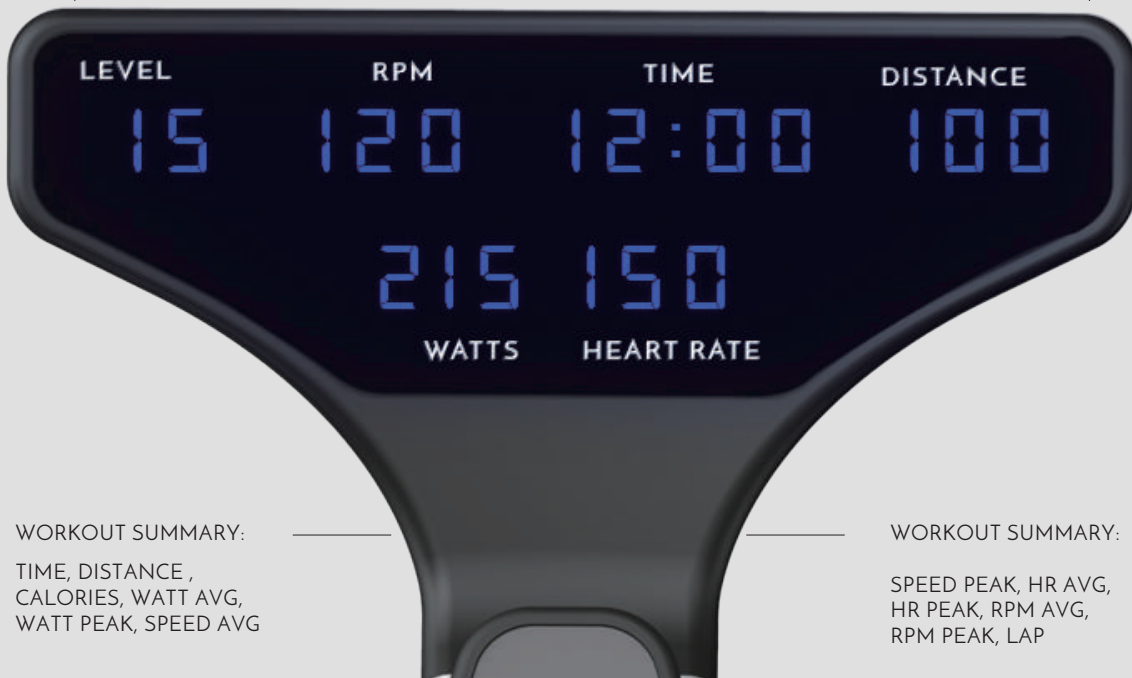 LEVEL RPM TIME DISTANCE
15 120 12:00 100
215 150
WATTS HEART RATE
WORKOUT SUMMARY:
TIME, DISTANCE ,
CALORIES, WATT AVG,
WATT PEAK, SPEED AVG
WORKOUT SUMMARY:
SPEED PEAK, HR AVG,
HR PEAK, RPM AVG,
RPM PEAK, LAP